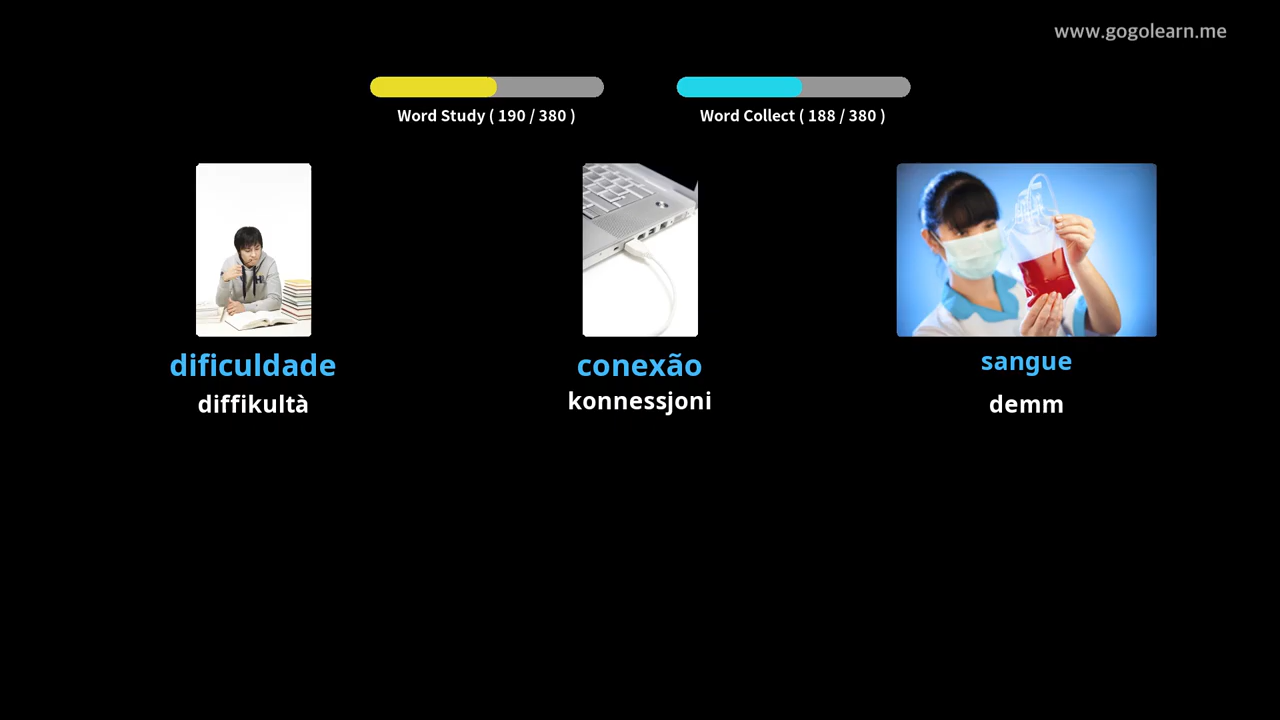 www.gogolearn.me
Word Study ( 190 / 380 )
Word Collect ( 188 / 380 )
dificuldade
diffikultà
conexão
konnessjoni
sangue
demm